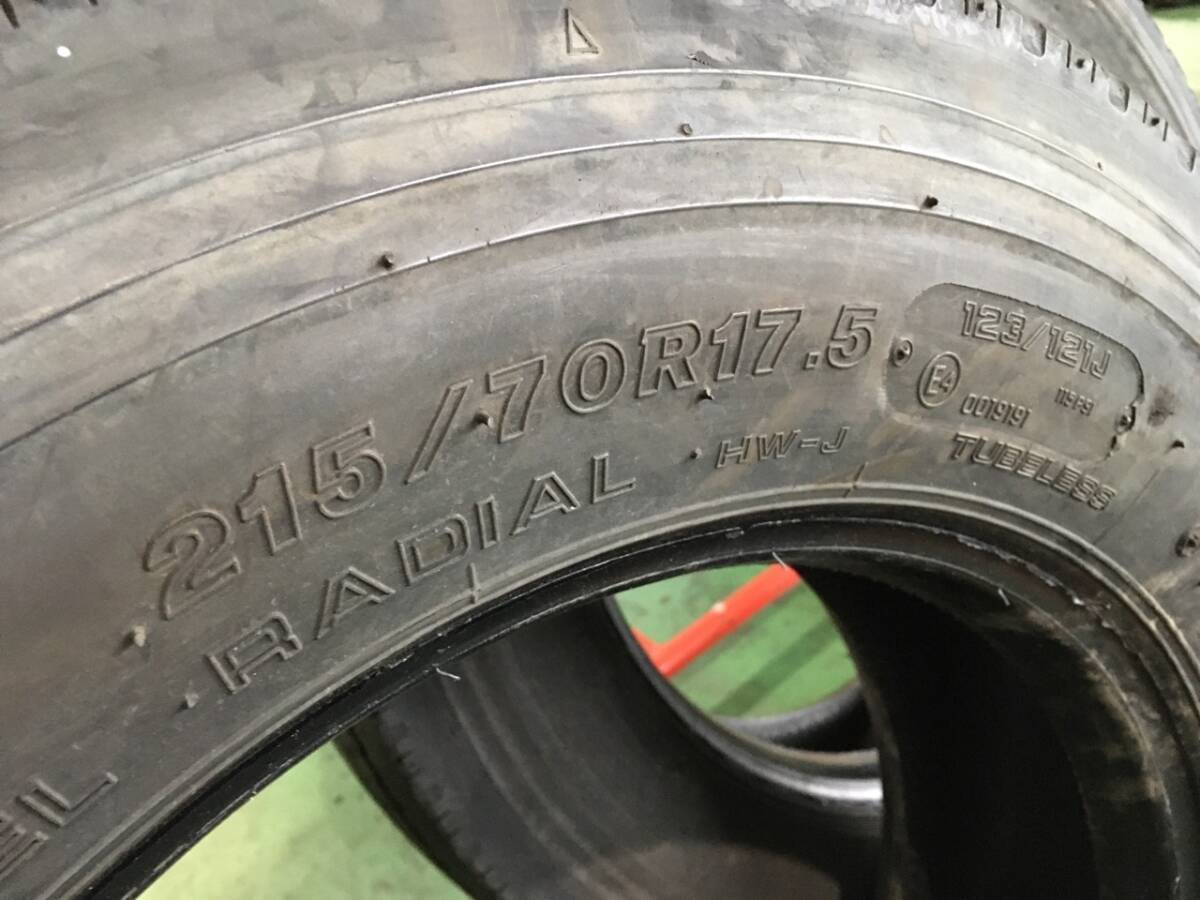 215/70R17.5
123/121J
E4
001919
TUBELESS
RADIAL
HW-J